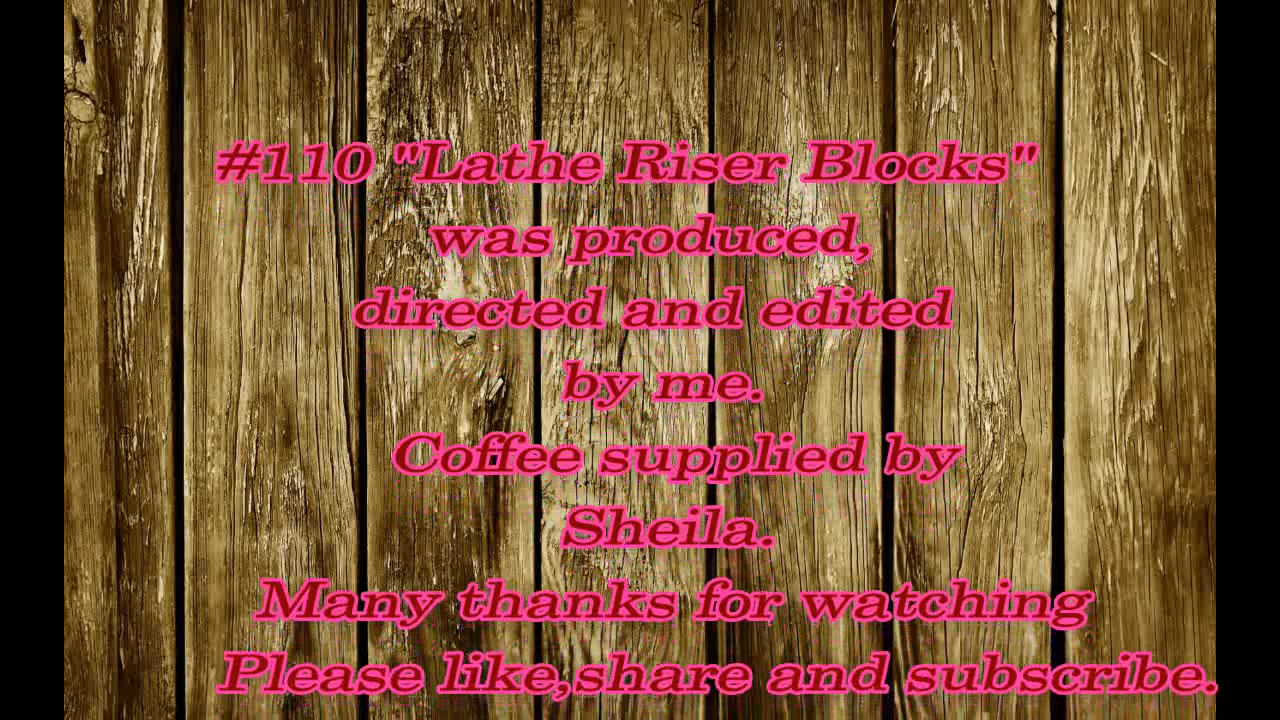 #110 "Lathe Riser Blocks"
was produced,
directed and edited
by me.
Coffee supplied by
Sheila.
Many thanks for watching
Please like,share and subscribe.